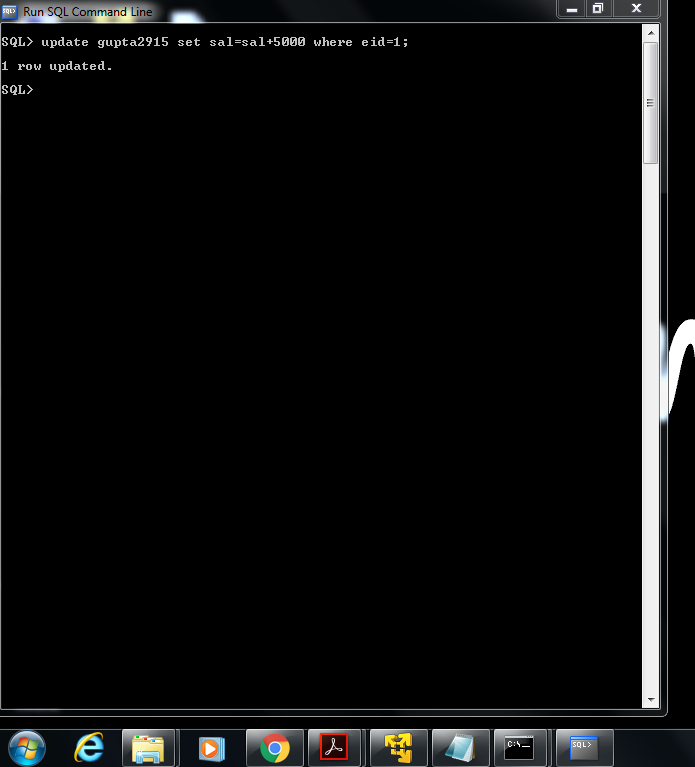 Run SQL Command Line
SQL> update gupta2915 set sal=sal+5000 where eid=1;
1 row updated.
SQL>